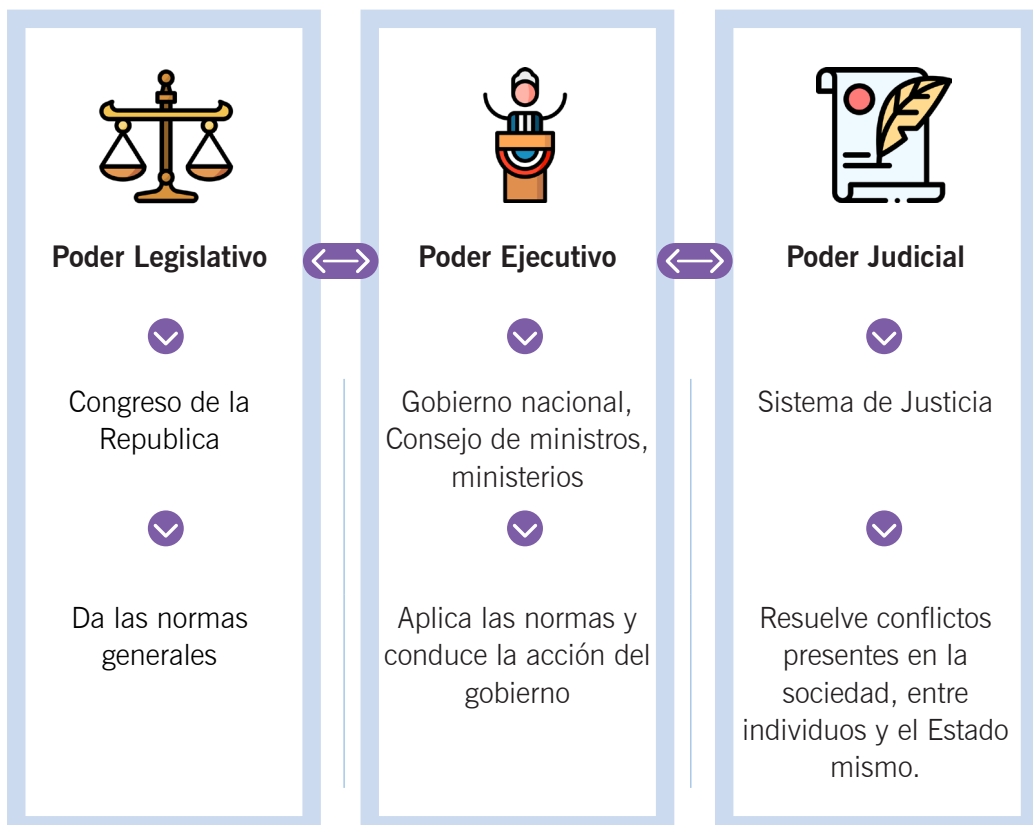 Poder Legislativo
Congreso de la
Republica
Da las normas
generales
Poder Ejecutivo
Gobierno nacional,
Consejo de ministros,
ministerios
Aplica las normas y
conduce la acción del
gobierno
Poder Judicial
Sistema de Justicia
Resuelve conflictos
presentes en la
sociedad, entre
individuos y el Estado
mismo.